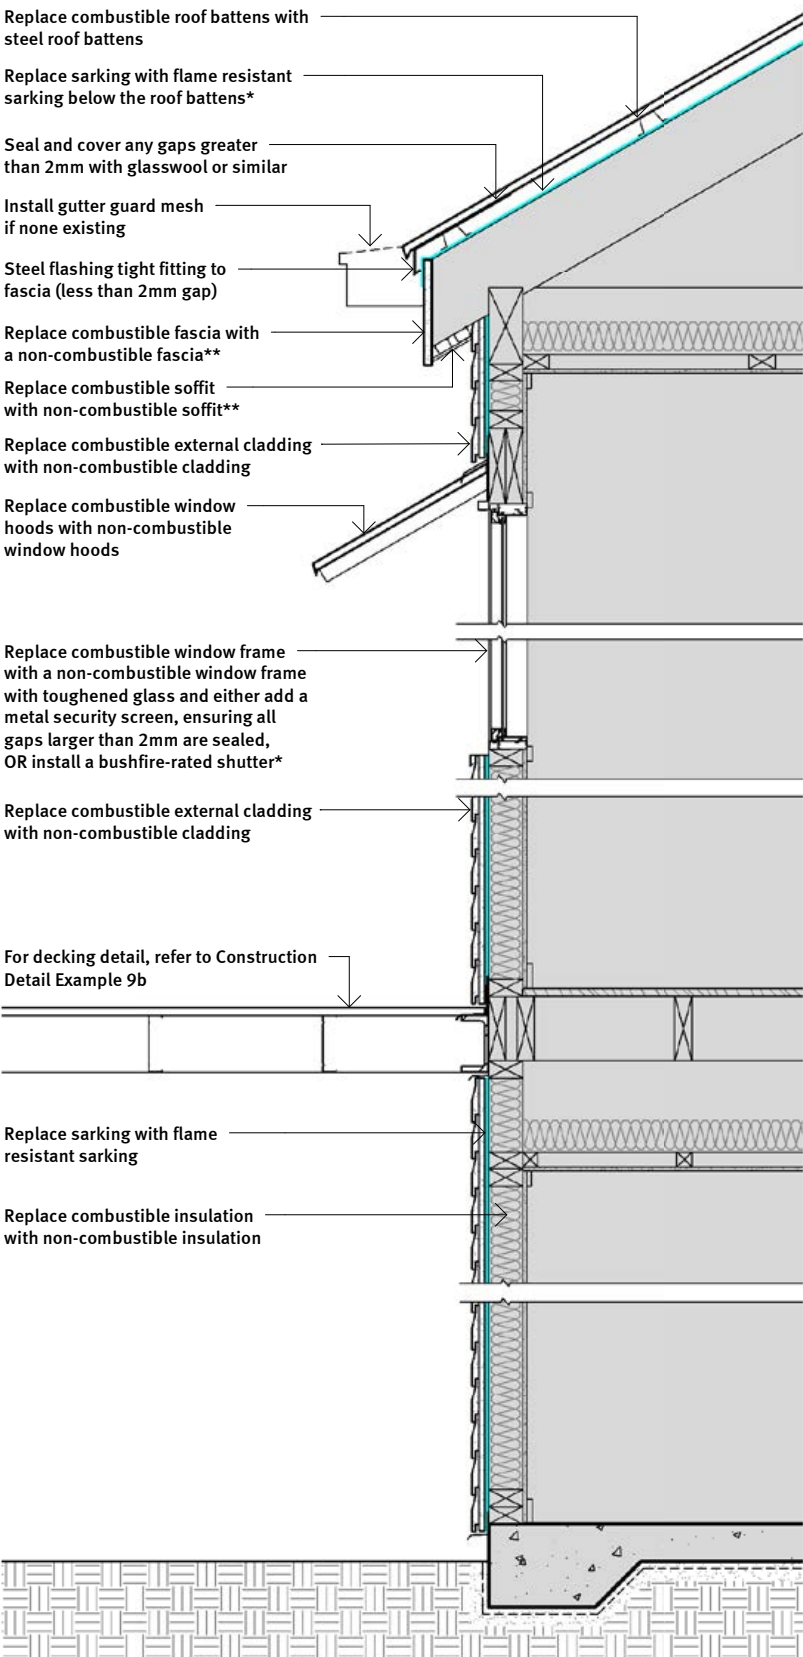 Replace combustible roof battens with
steel roof battens
Replace sarking with flame resistant
sarking below the roof battens*
Seal and cover any gaps greater
than 2mm with glasswool or similar
Install gutter guard mesh
if none existing
Steel flashing tight fitting to
fascia (less than 2mm gap)
Replace combustible fascia with
a non-combustible fascia**
Replace combustible soffit
with non-combustible soffit**
Replace combustible external cladding
with non-combustible cladding
Replace combustible window
hoods with non-combustible
window hoods
Replace combustible window frame
with a non-combustible window frame
with toughened glass and either add a
metal security screen, ensuring all
gaps larger than 2mm are sealed,
OR install a bushfire-rated shutter*
Replace combustible external cladding
with non-combustible cladding
For decking detail, refer to Construction
Detail Example 9b
Replace sarking with flame
resistant sarking
Replace combustible insulation
with non-combustible insulation